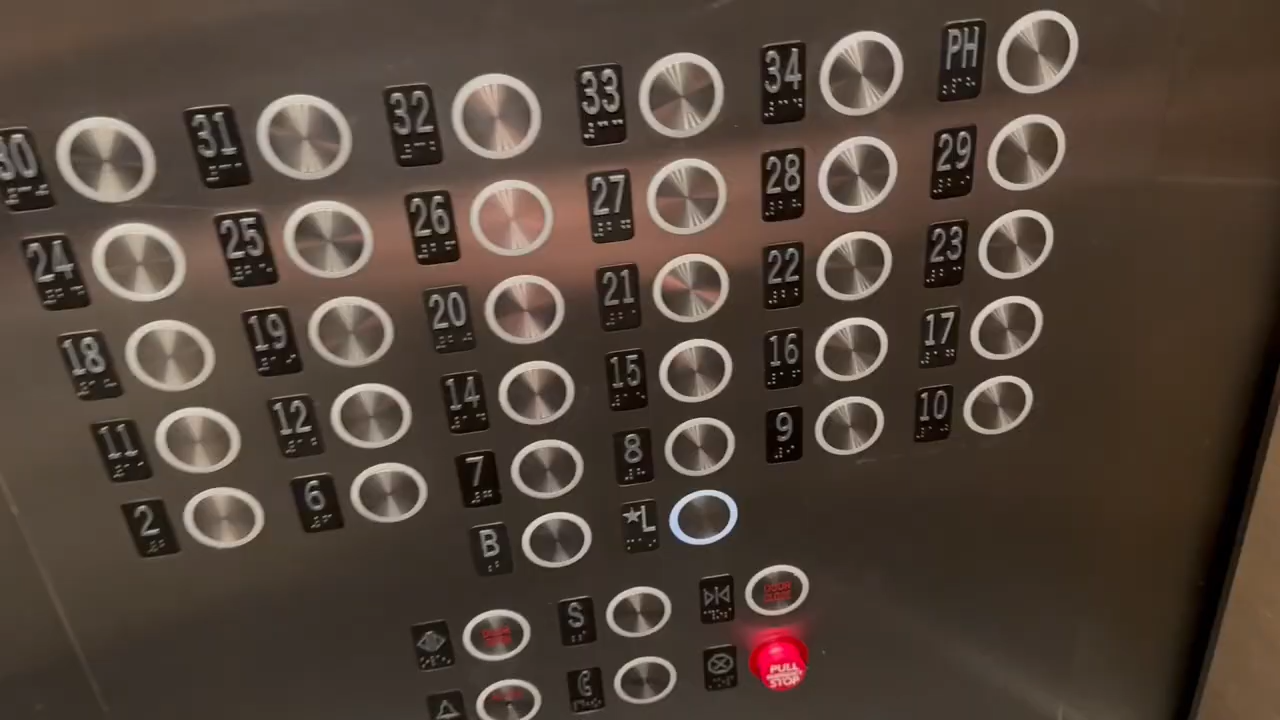 30 31 32 33 34 PH
24 25 26 27 28 29
18 19 20 21 22 23
11 12 14 15 16 17
2 6 7 8 9 10
B ★L
S
PULL
STOP